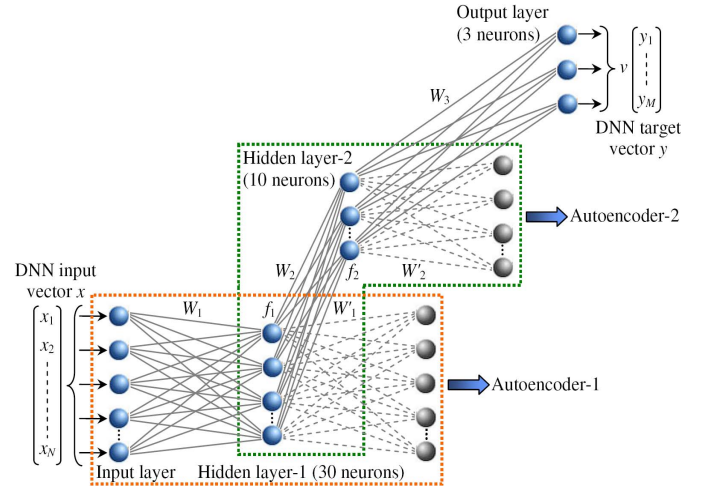 Output layer
(3 neurons)
y1
v
yM
W3
DNN target
vector y
Hidden layer-2
(10 neurons)
Autoencoder-2
DNN input
vector x
W2
f2
W'2
W1
f1
W'1
x1
x2
xN
Autoencoder-1
Input layer
Hidden layer-1 (30 neurons)